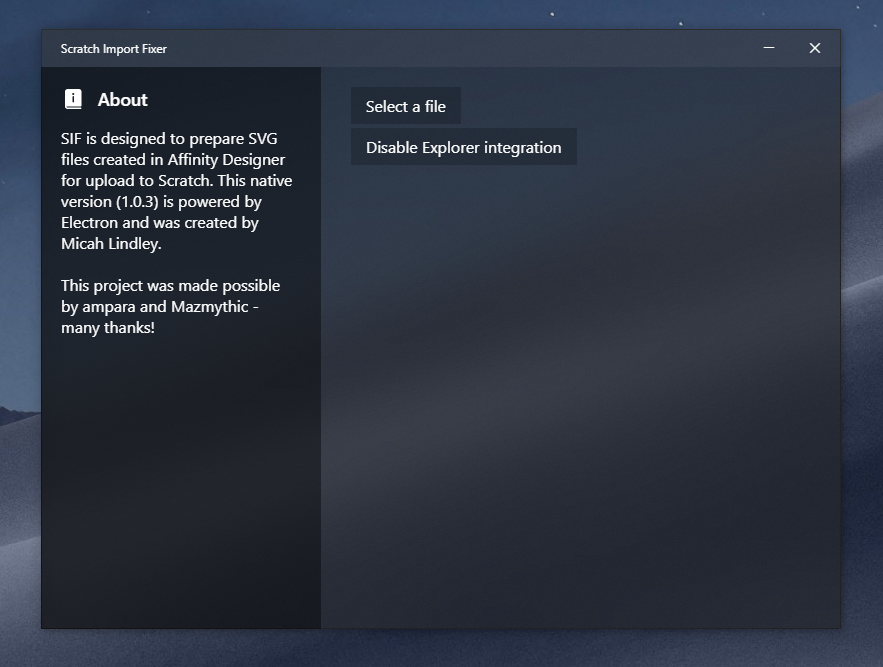 Scratch Import Fixer
About
SIF is designed to prepare SVG
files created in Affinity Designer
for upload to Scratch. This native
version (1.0.3) is powered by
Electron and was created by
Micah Lindley.
This project was made possible
by ampara and Mazmythic -
many thanks!
Select a file
Disable Explorer integration